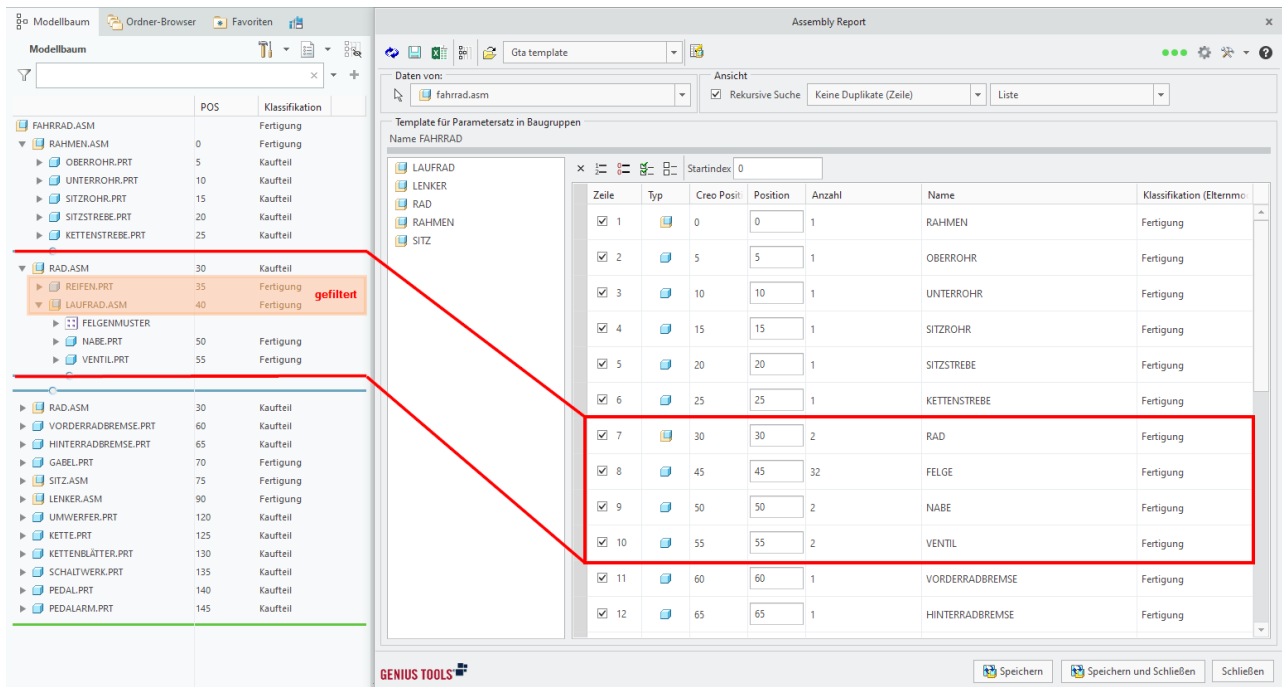 Modellbaum
Ordner-Browser
Favoriten
Modellbaum
POS Klassifikation
FAHRRAD.ASM Fertigung
RAHMEN.ASM 0 Fertigung
OBERROHR.PRT 5 Kaufteil
UNTERROHR.PRT 10 Kaufteil
SITZROHR.PRT 15 Kaufteil
SITZSTREBE.PRT 20 Kaufteil
KETTENSTREBE.PRT 25 Kaufteil
RAD.ASM 30 Kaufteil
REIFEN.PRT 35 Fertigung
gefiltert
LAUFRAD.ASM 40 Fertigung
FELGENMUSTER
NABE.PRT 50 Fertigung
VENTIL.PRT 55 Fertigung
RAD.ASM 30 Kaufteil
VORDERRADBREMSE.PRT 60 Kaufteil
HINTERRADBREMSE.PRT 65 Kaufteil
GABEL.PRT 70 Fertigung
SITZ.ASM 75 Fertigung
LENKER.ASM 90 Fertigung
UMWERFER.PRT 120 Kaufteil
KETTE.PRT 125 Kaufteil
KETTENBLÄTTER.PRT 130 Kaufteil
SCHALTWERK.PRT 135 Kaufteil
PEDAL.PRT 140 Kaufteil
PEDALARM.PRT 145 Kaufteil
Assembly Report
Gta template
Daten von:
fahrrad.asm
Ansicht
Rekursive Suche
Keine Duplikate (Zeile)
Liste
Template für Parametersatz in Baugruppen
Name FAHRRAD
LAUFRAD
LENKER
RAD
RAHMEN
SITZ
Startindex 0
Zeile Typ Creo Positi Position Anzahl Name Klassifikation (Elternmo
1 0 0 1 RAHMEN Fertigung
2 5 5 1 OBERROHR Fertigung
3 10 10 1 UNTERROHR Fertigung
4 15 15 1 SITZROHR Fertigung
5 20 20 1 SITZSTREBE Fertigung
6 25 25 1 KETTENSTREBE Fertigung
7 30 30 2 RAD Fertigung
8 45 45 32 FELGE Fertigung
9 50 50 2 NABE Fertigung
10 55 55 2 VENTIL Fertigung
11 60 60 1 VORDERRADBREMSE Fertigung
12 65 65 1 HINTERRADBREMSE Fertigung
GENIUS TOOLS
Speichern
Speichern und Schließen
Schließen